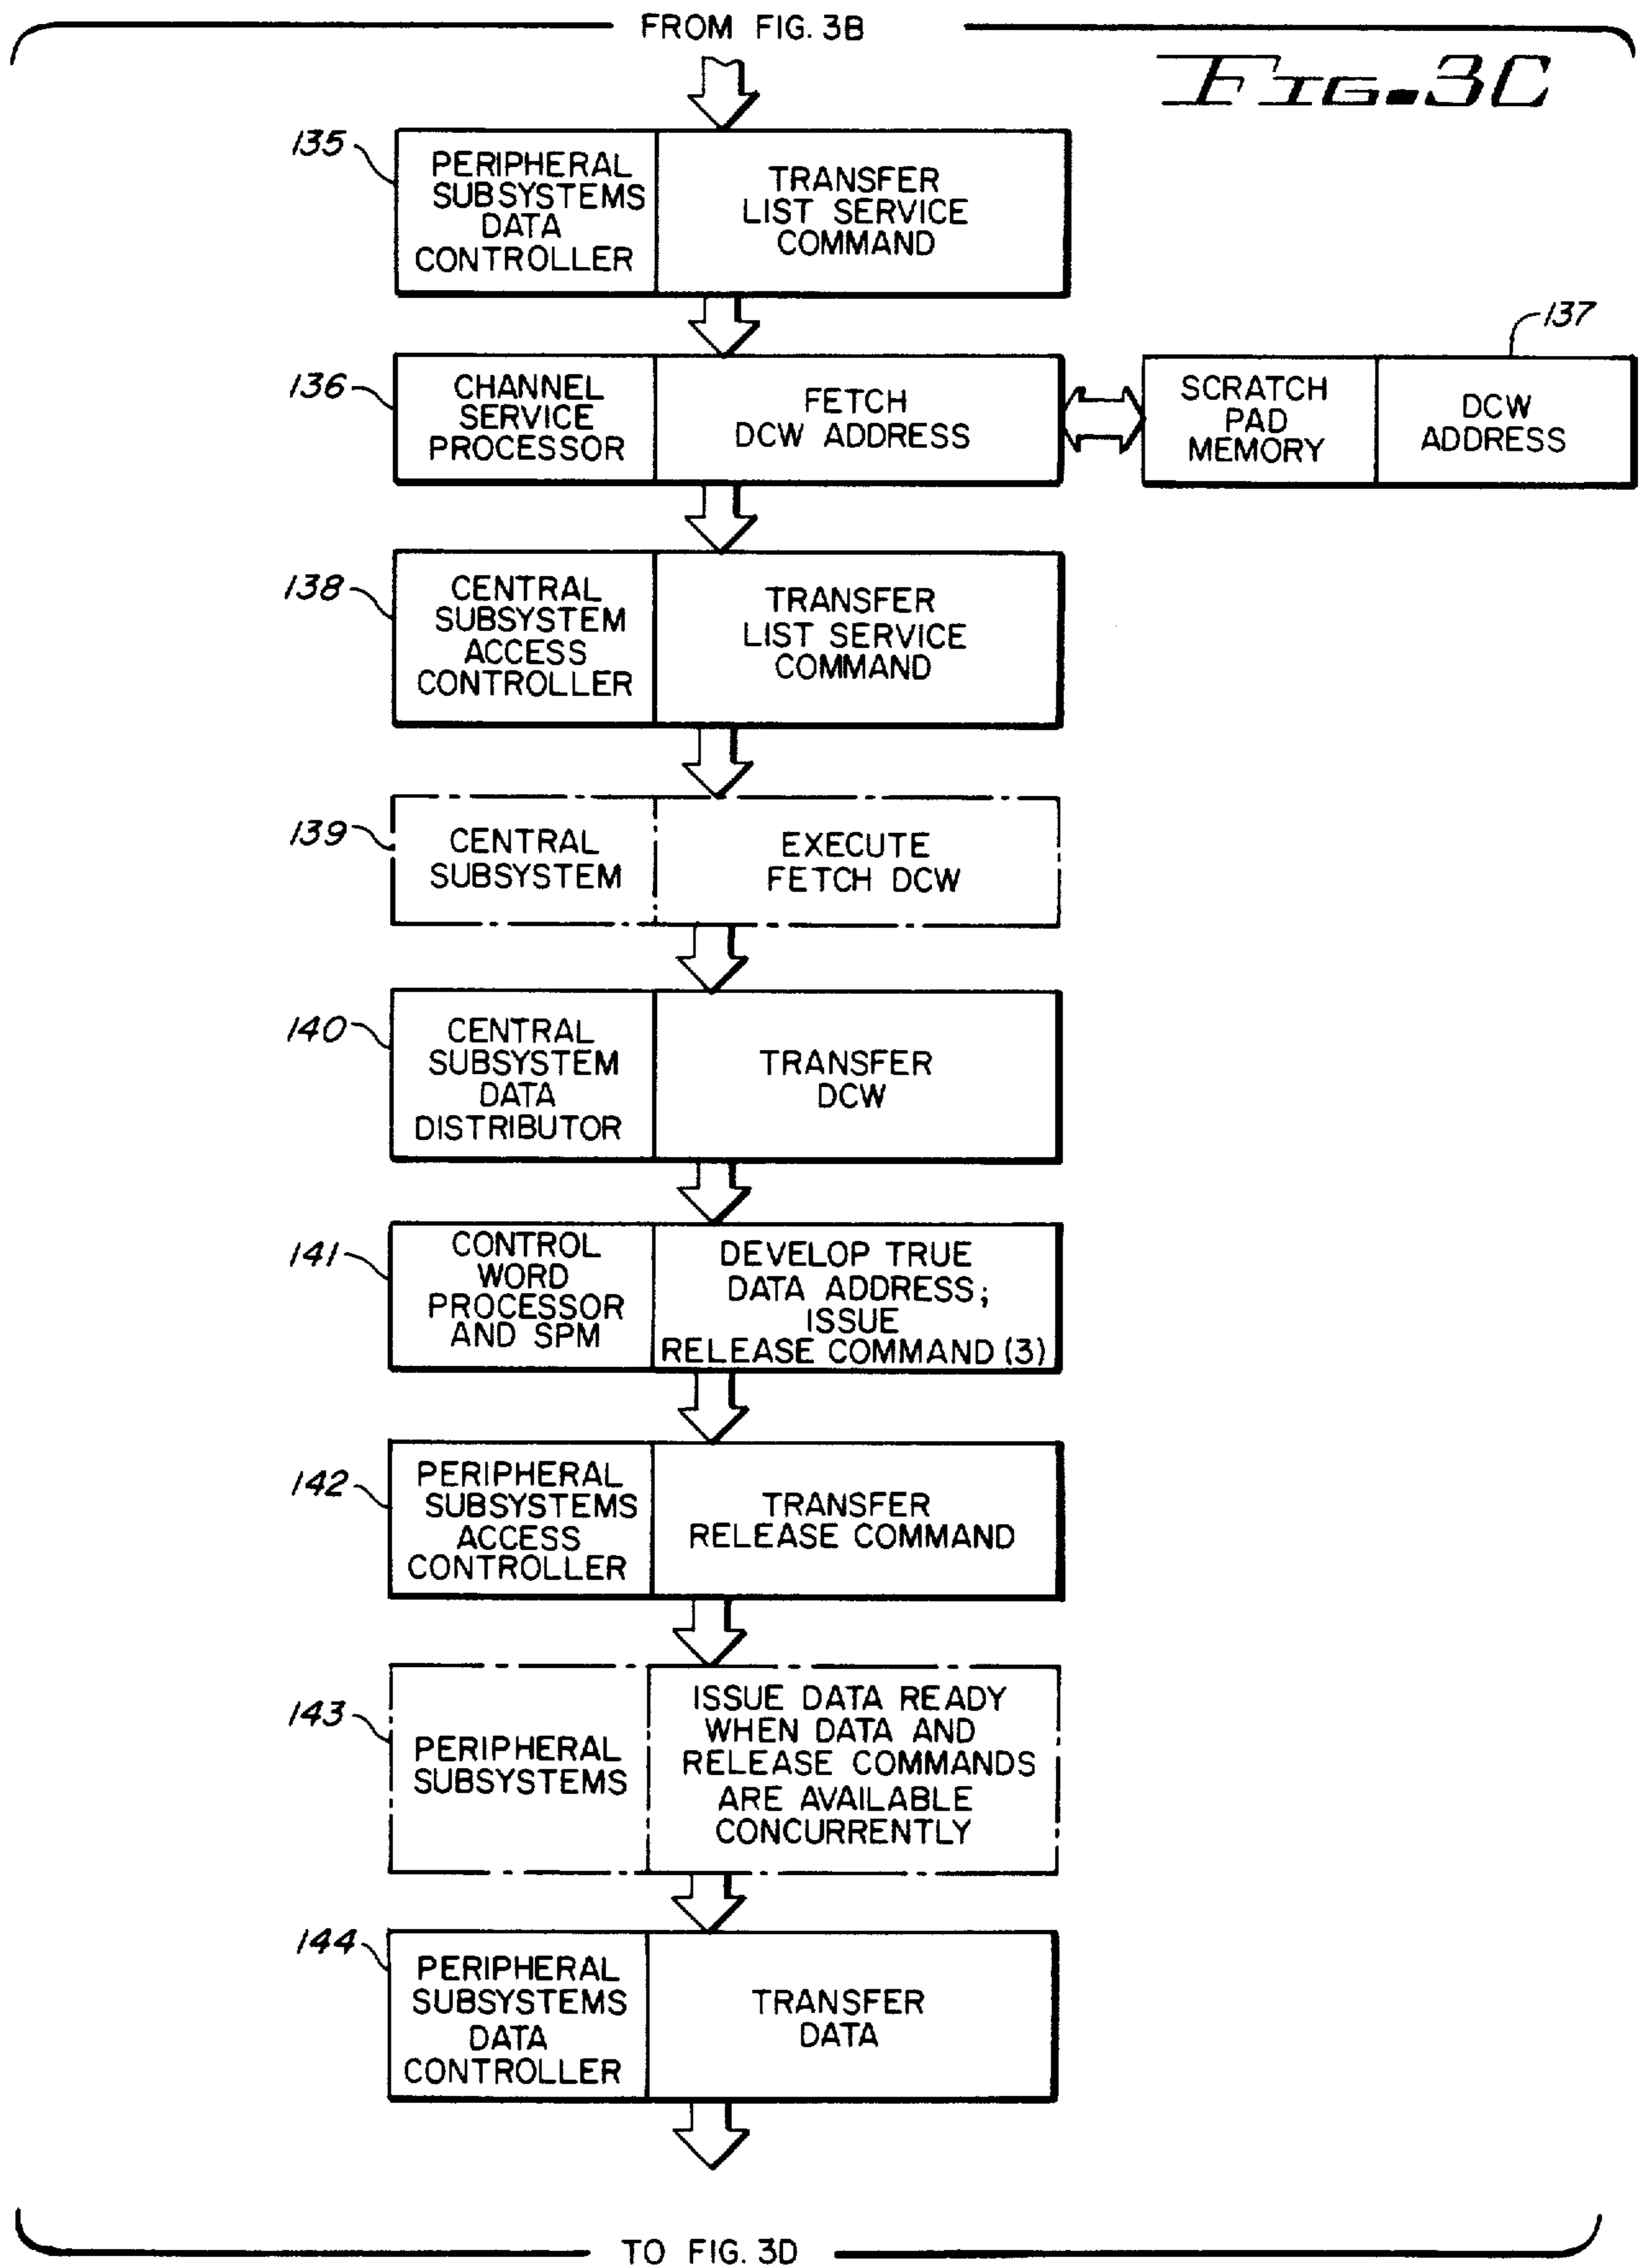 FROM FIG. 3B
FIG. 3C
135
PERIPHERAL
SUBSYSTEMS
DATA
CONTROLLER
TRANSFER
LIST SERVICE
COMMAND
136
CHANNEL
SERVICE
PROCESSOR
FETCH
DCW ADDRESS
137
SCRATCH
PAD
MEMORY
DCW
ADDRESS
138
CENTRAL
SUBSYSTEM
ACCESS
CONTROLLER
TRANSFER
LIST SERVICE
COMMAND
139
CENTRAL
SUBSYSTEM
EXECUTE
FETCH DCW
140
CENTRAL
SUBSYSTEM
DATA
DISTRIBUTOR
TRANSFER
DCW
141
CONTROL
WORD
PROCESSOR
AND SPM
DEVELOP TRUE
DATA ADDRESS;
ISSUE
RELEASE COMMAND (3)
142
PERIPHERAL
SUBSYSTEMS
ACCESS
CONTROLLER
TRANSFER
RELEASE COMMAND
143
PERIPHERAL
SUBSYSTEMS
ISSUE DATA READY
WHEN DATA AND
RELEASE COMMANDS
ARE AVAILABLE
CONCURRENTLY
144
PERIPHERAL
SUBSYSTEMS
DATA
CONTROLLER
TRANSFER
DATA
TO FIG. 3D